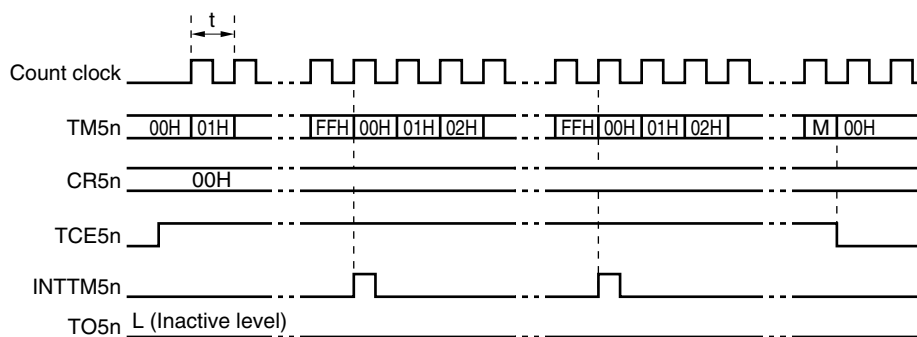 t
Count clock
TM5n 00H 01H FFH 00H 01H 02H FFH 00H 01H 02H M 00H
CR5n 00H
TCE5n
INTTM5n
TO5n L (Inactive level)